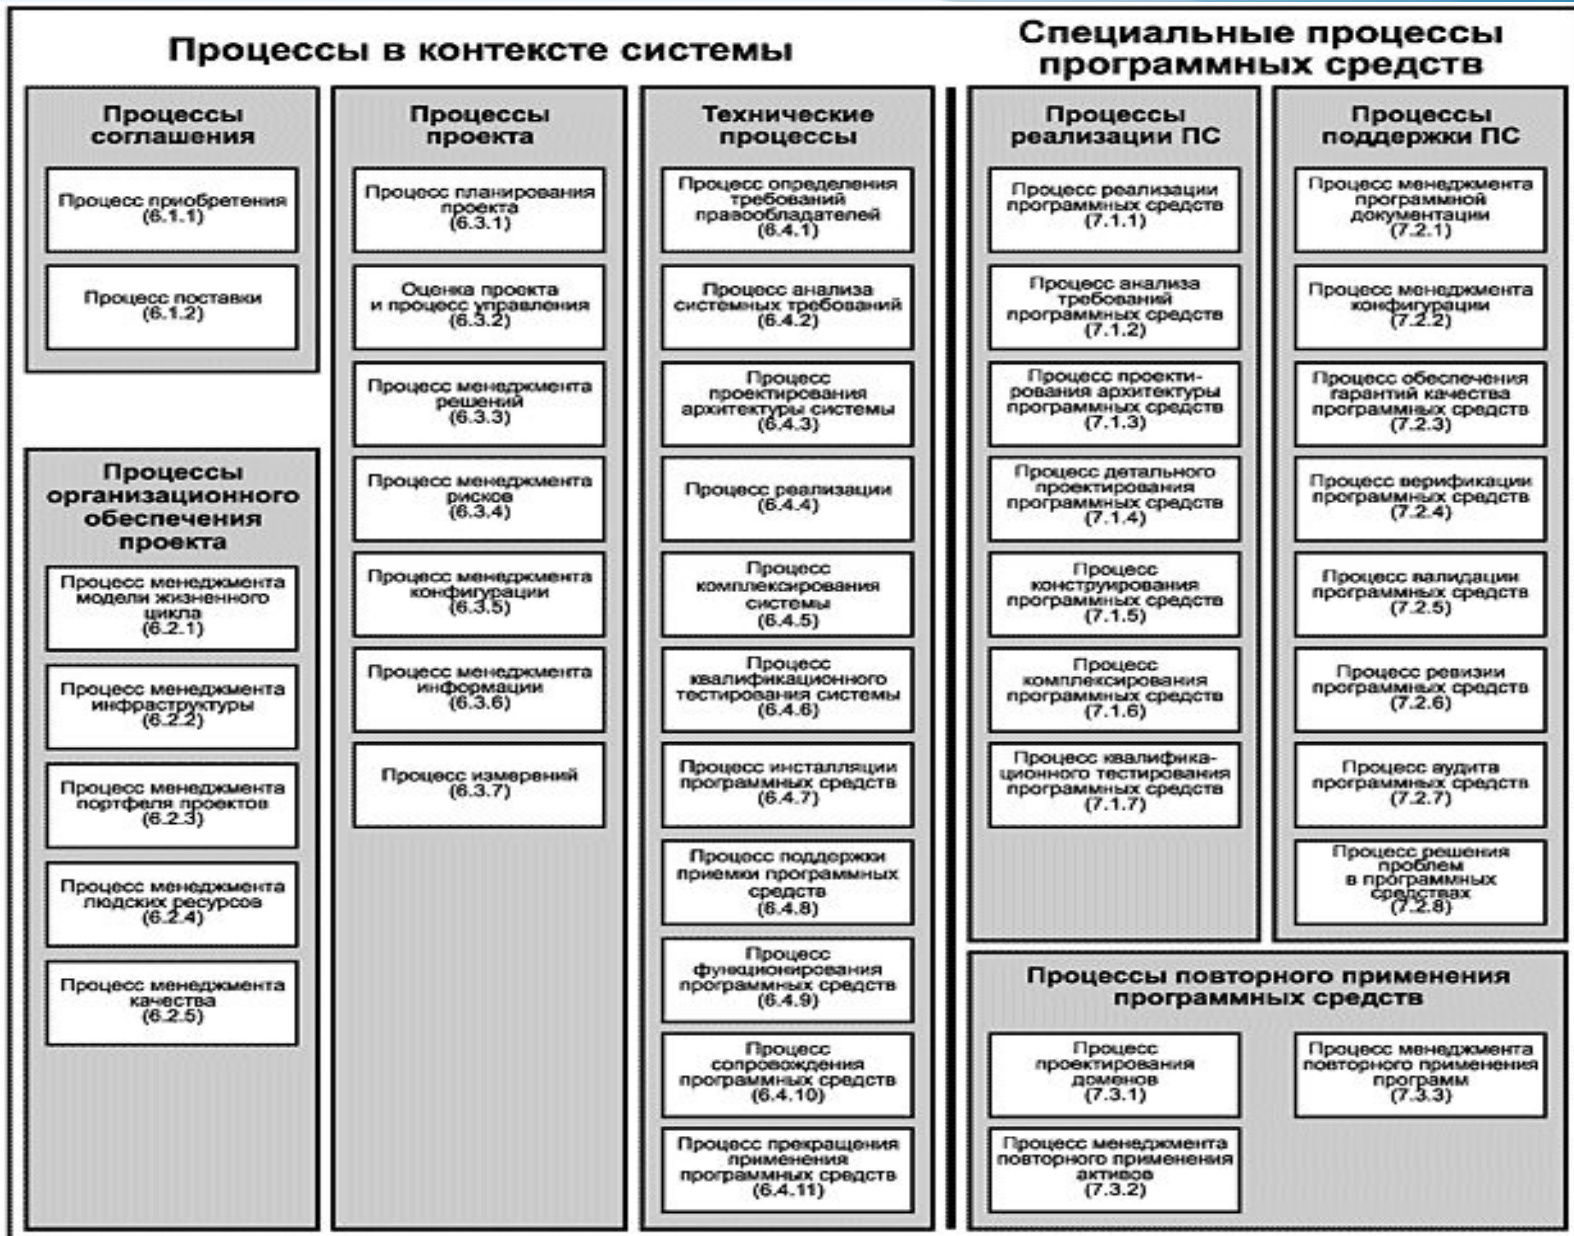 Процессы в контексте системы
Специальные процессы
программных средств
Процессы
соглашения
Процесс приобретения
(6.1.1)
Процесс поставки
(6.1.2)
Процессы
организационного
обеспечения
проекта
Процесс менеджмента
модели жизненного
цикла
(6.2.1)
Процесс менеджмента
инфраструктуры
(6.2.2)
Процесс менеджмента
портфеля проектов
(6.2.3)
Процесс менеджмента
людских ресурсов
(6.2.4)
Процесс менеджмента
качества
(6.2.5)
Процессы
проекта
Процесс планирования
проекта
(6.3.1)
Оценка проекта
и процесс управления
(6.3.2)
Процесс менеджмента
решений
(6.3.3)
Процесс менеджмента
рисков
(6.3.4)
Процесс менеджмента
конфигурации
(6.3.5)
Процесс менеджмента
информации
(6.3.6)
Процесс измерений
(6.3.7)
Технические
процессы
Процесс определения
требований
правообладателей
(6.4.1)
Процесс анализа
системных требований
(6.4.2)
Процесс
проектирования
архитектуры системы
(6.4.3)
Процесс реализации
(6.4.4)
Процесс
комплексирования
системы
(6.4.5)
Процесс
квалификационного
тестирования системы
(6.4.6)
Процесс инсталляции
программных средств
(6.4.7)
Процесс поддержки
приемки программных
средств
(6.4.8)
Процесс
функционирования
программных средств
(6.4.9)
Процесс
сопровождения
программных средств
(6.4.10)
Процесс прекращения
применения
программных средств
(6.4.11)
Процессы
реализации ПС
Процесс реализации
программных средств
(7.1.1)
Процесс анализа
требований
программных средств
(7.1.2)
Процесс проекти-
рования архитектуры
программных средств
(7.1.3)
Процесс детального
проектирования
программных средств
(7.1.4)
Процесс
конструирования
программных средств
(7.1.5)
Процесс
комплексирования
программных средств
(7.1.6)
Процесс квалифика-
ционного тестирования
программных средств
(7.1.7)
Процессы
поддержки ПС
Процесс менеджмента
программной
документации
(7.2.1)
Процесс менеджмента
конфигурации
(7.2.2)
Процесс обеспечения
гарантий качества
программных средств
(7.2.3)
Процесс верификации
программных средств
(7.2.4)
Процесс валидации
программных средств
(7.2.5)
Процесс ревизии
программных средств
(7.2.6)
Процесс аудита
программных средств
(7.2.7)
Процесс решения
проблем
в программных
средствах
(7.2.8)
Процессы повторного применения
программных средств
Процесс
проектирования
доменов
(7.3.1)
Процесс менеджмента
повторного применения
программ
(7.3.3)
Процесс менеджмента
повторного применения
активов
(7.3.2)